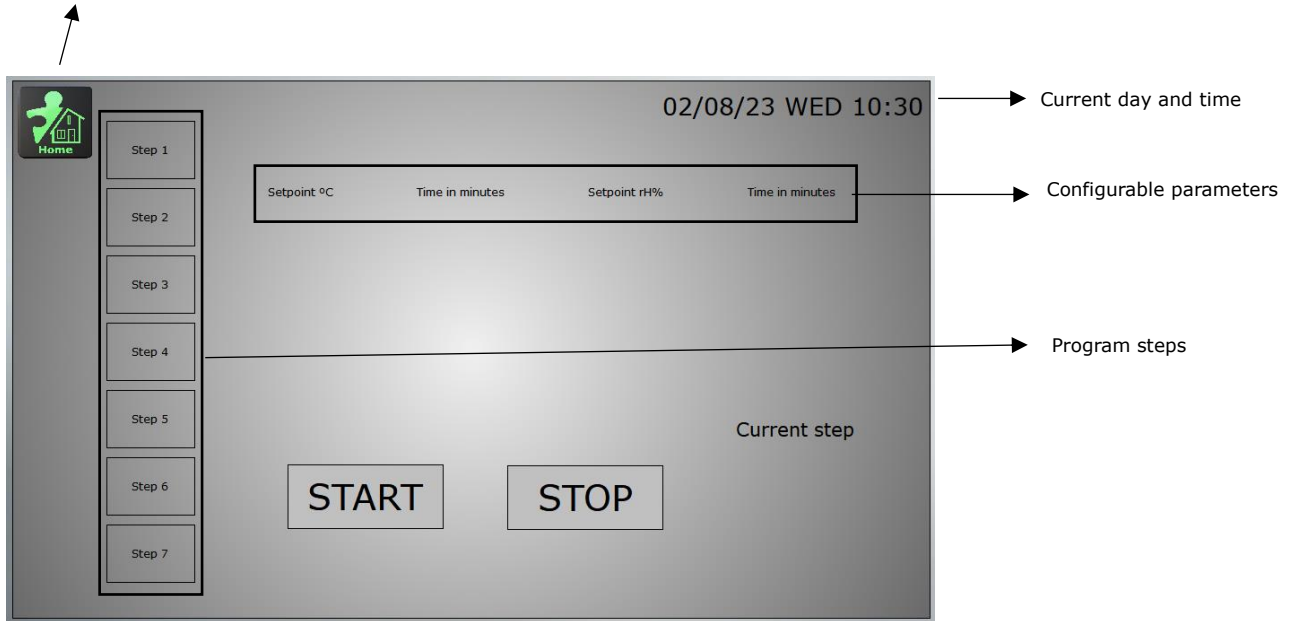 02/08/23 WED 10:30
Current day and time
Home
Step 1
Setpoint ºC
Time in minutes
Setpoint rH%
Time in minutes
Configurable parameters
Step 2
Step 3
Step 4
Program steps
Step 5
Current step
Step 6
START
STOP
Step 7